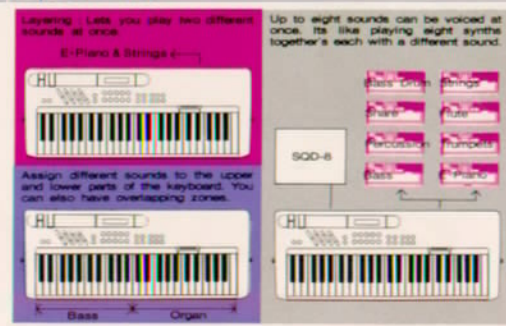 Layering : Lets you play two different
sounds at once.
E-Piano & Strings
Assign different sounds to the upper
and lower parts of the keyboard. You
can also have overlapping zones.
Bass
Organ
Up to eight sounds can be voiced at
once. Its like playing eight synths
together's each with a different sound.
Bass Drum
Strings
Snare
Flute
Percussion
Trumpets
Bass
E-Piano
SQD-8